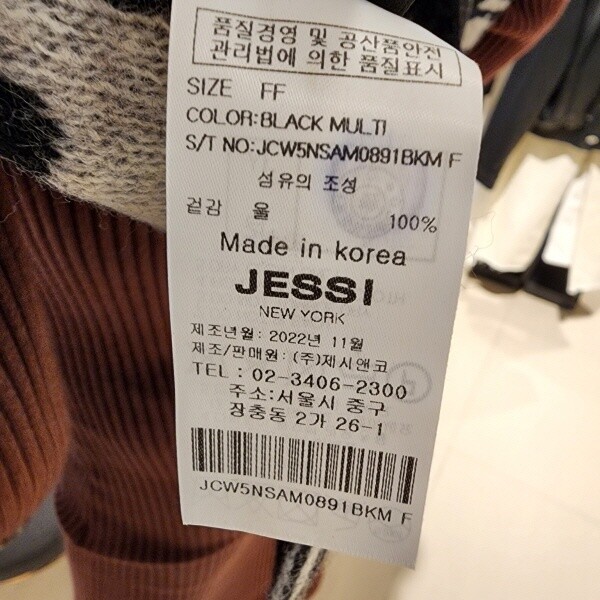 품질경영 및 공산품안전
관리법에 의한 품질표시
SIZE FF
COLOR:BLACK MULTI
S/T NO:JCW5NSAM0891BKM F
섬유의 조성
겉감 울 100%
Made in korea
JESSI
NEW YORK
제조년월: 2022년 11월
제조/판매원: (주)제시앤코
TEL : 02-3406-2300
주소:서울시 중구
장충동 2가 26-1
JCW5NSAM0891BKM F